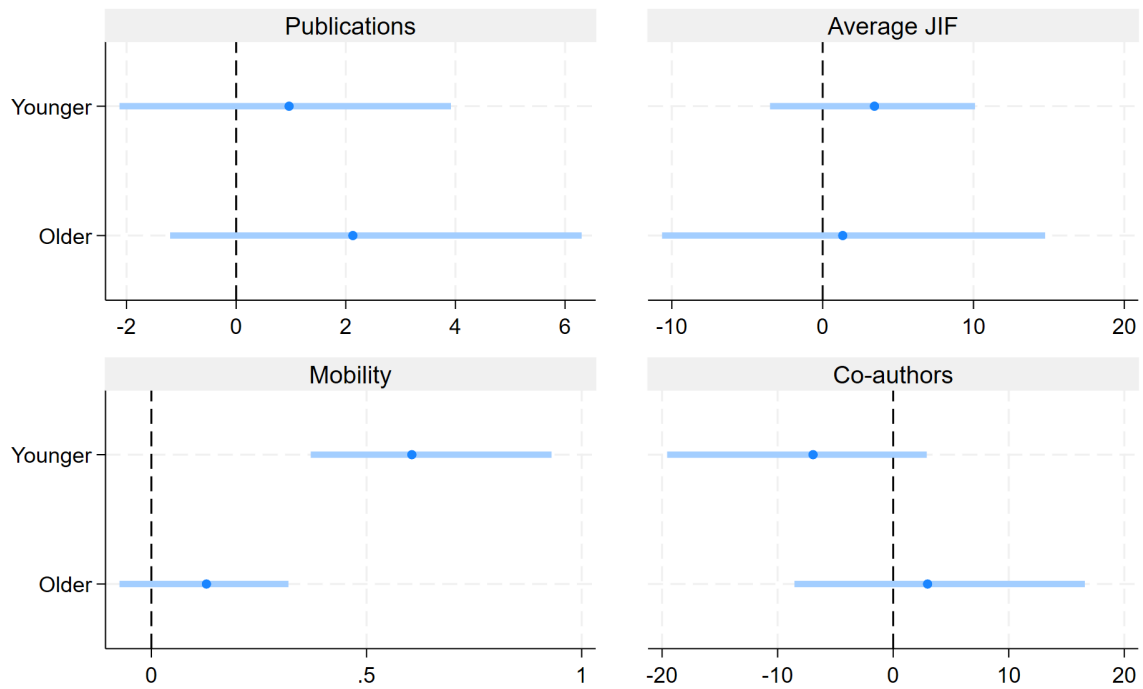 Publications
Average JIF
Younger
Older
-2 0 2 4 6
-10 0 10 20
Mobility
Co-authors
Younger
Older
0 .5 1
-20 -10 0 10 20